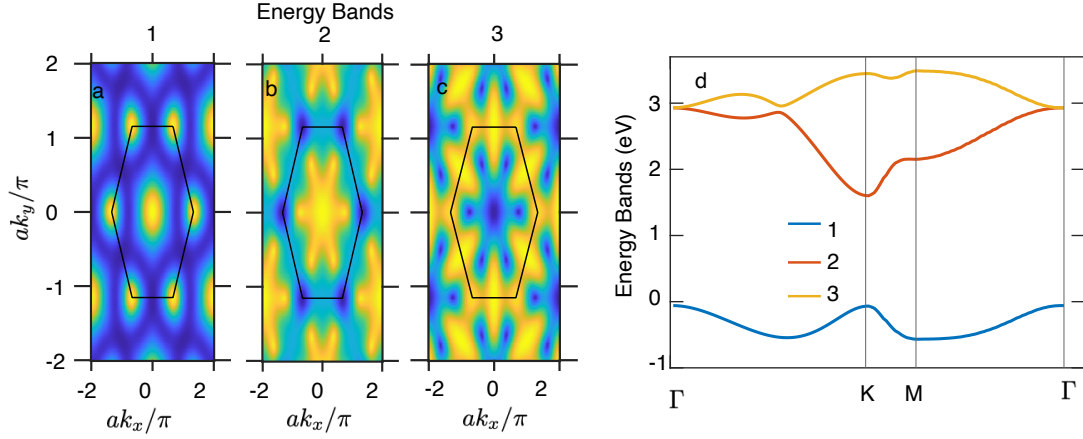 Energy Bands
1 2 3
a b c
2
1
0
-1
-2
ak_y/π
-2 0 2 -2 0 2 -2 0 2
ak_x/π ak_x/π ak_x/π
d
Energy Bands (eV)
3
2
1
0
-1
1
2
3
Γ K M Γ